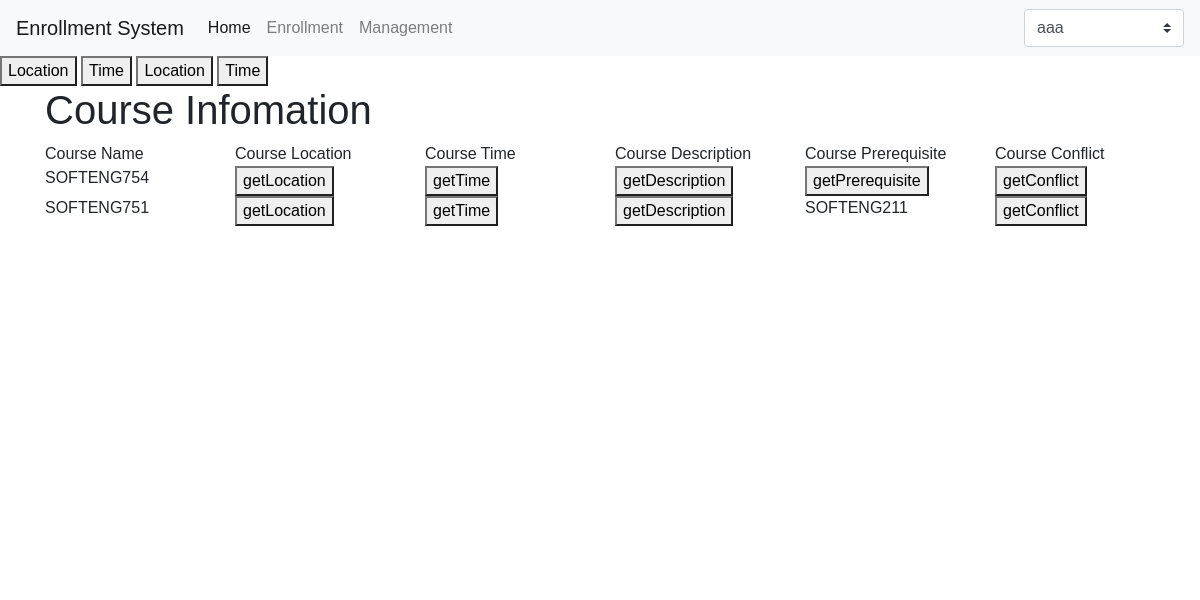 Enrollment System Home Enrollment Management aaa
Location Time Location Time
Course Infomation
Course Name Course Location Course Time Course Description Course Prerequisite Course Conflict
SOFTENG754 getLocation getTime getDescription getPrerequisite getConflict
SOFTENG751 getLocation getTime getDescription SOFTENG211 getConflict